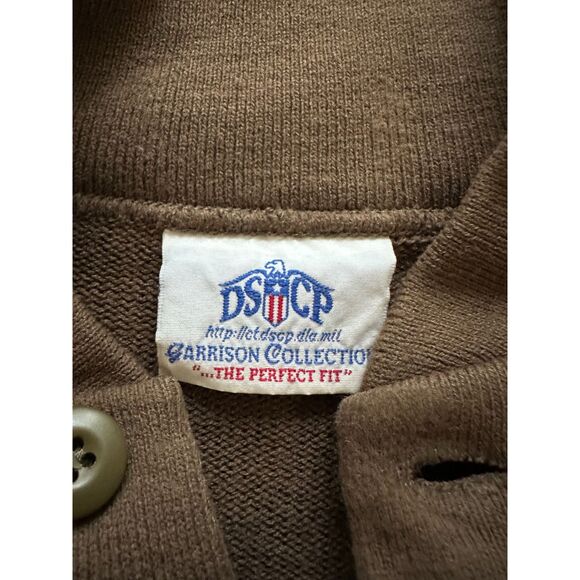 DSCP
http://ct.dscp.dla.mil
GARRISON COLLECTION
"...THE PERFECT FIT"